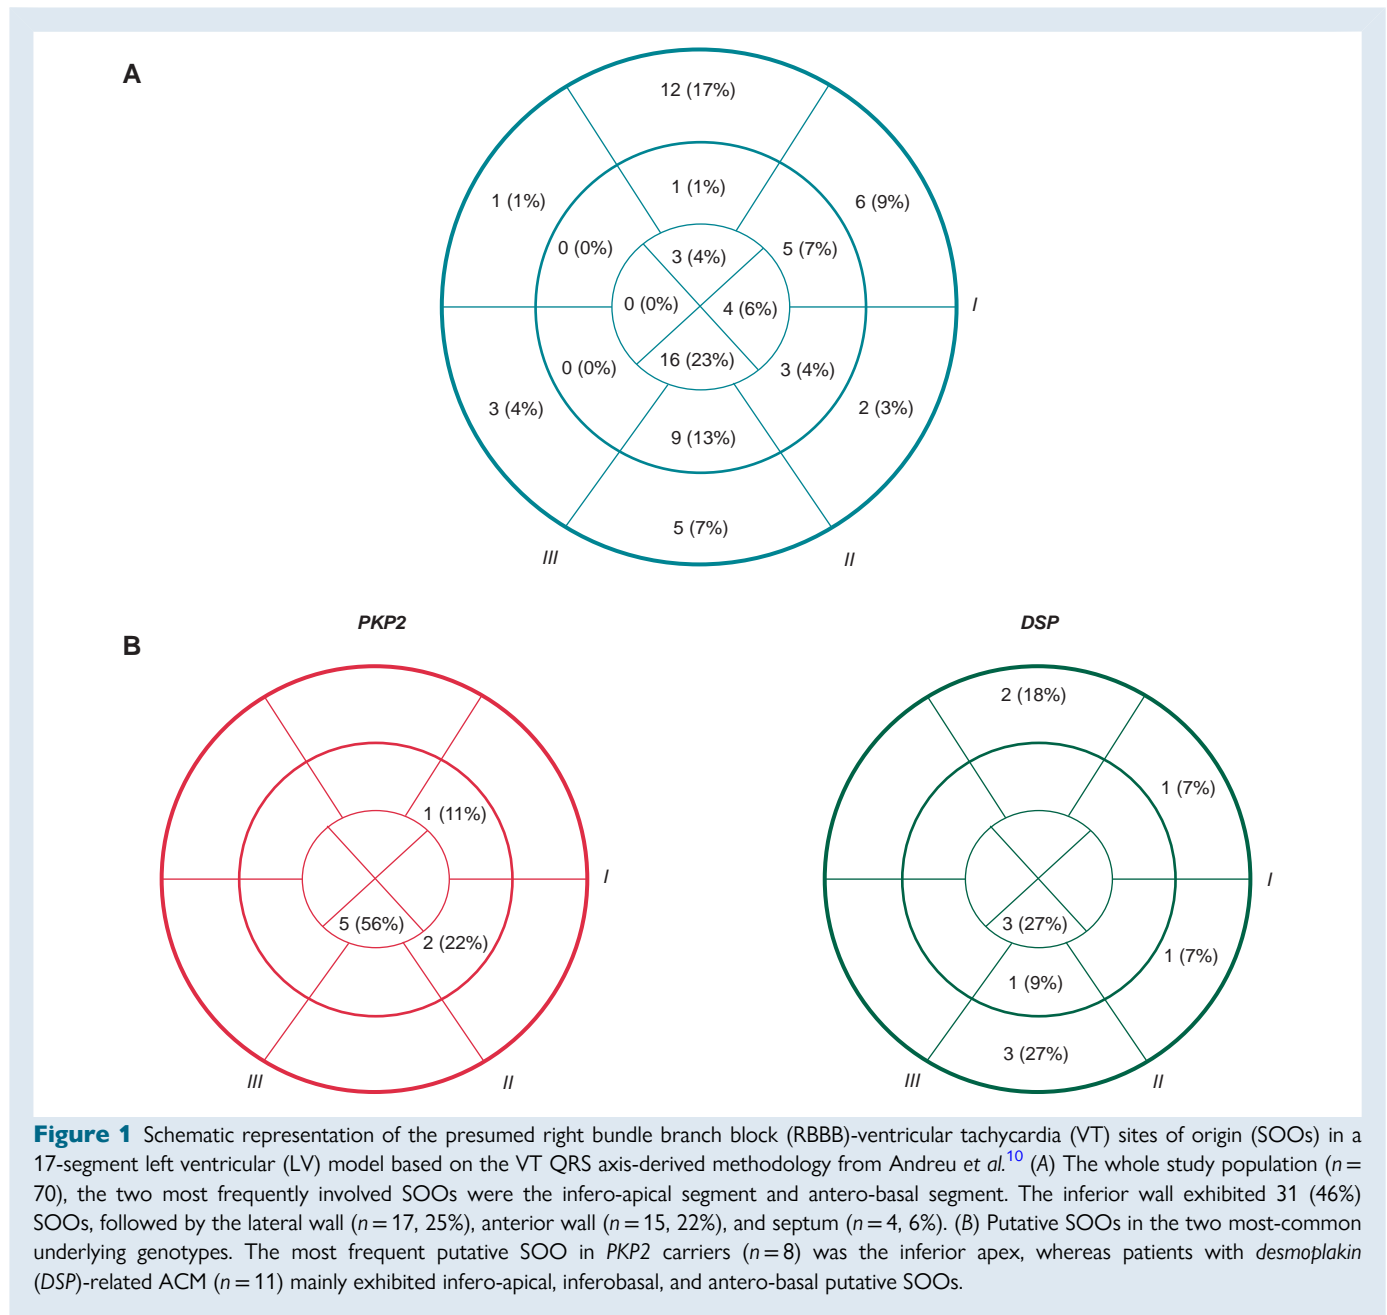 A
12 (17%)
1 (1%)
1 (1%)
6 (9%)
0 (0%)
3 (4%)
5 (7%)
0 (0%)
4 (6%)
I
16 (23%)
0 (0%)
3 (4%)
3 (4%)
2 (3%)
9 (13%)
5 (7%)
III
II
B
PKP2
1 (11%)
I
5 (56%)
2 (22%)
III
II
DSP
2 (18%)
1 (7%)
I
3 (27%)
1 (7%)
1 (9%)
3 (27%)
III
II
Figure 1 Schematic representation of the presumed right bundle branch block (RBBB)-ventricular tachycardia (VT) sites of origin (SOOs) in a
17-segment left ventricular (LV) model based on the VT QRS axis-derived methodology from Andreu et al.10 (A) The whole study population (n =
70), the two most frequently involved SOOs were the infero-apical segment and antero-basal segment. The inferior wall exhibited 31 (46%)
SOOs, followed by the lateral wall (n = 17, 25%), anterior wall (n = 15, 22%), and septum (n = 4, 6%). (B) Putative SOOs in the two most-common
underlying genotypes. The most frequent putative SOO in PKP2 carriers (n = 8) was the inferior apex, whereas patients with desmoplakin
(DSP)-related ACM (n = 11) mainly exhibited infero-apical, inferobasal, and antero-basal putative SOOs.